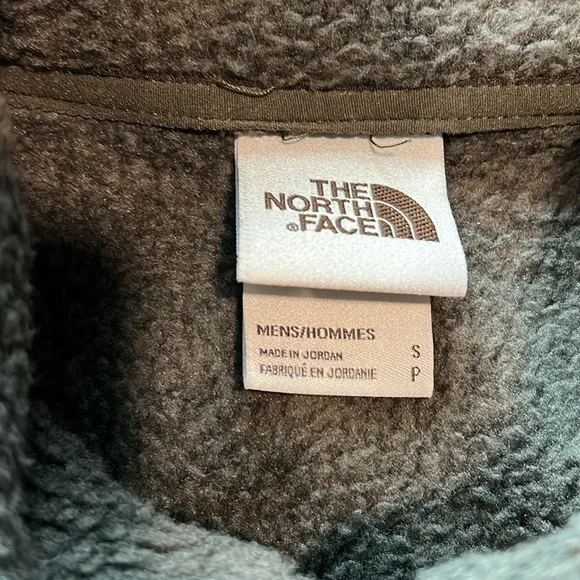 THE
NORTH
®FACE
MENS/HOMMES
MADE IN JORDAN S
FABRIQUÉ EN JORDANIE P